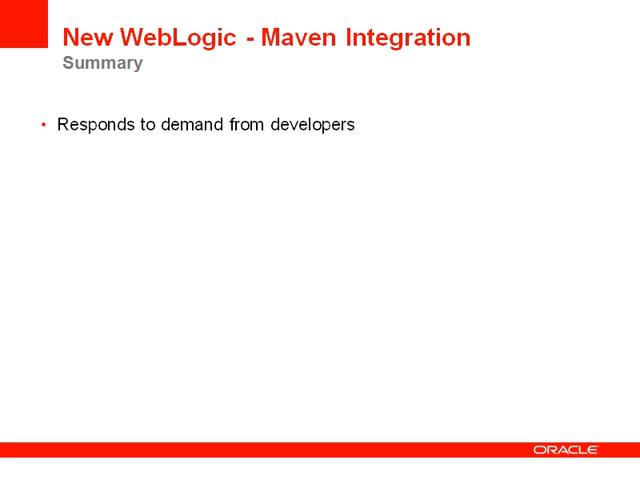 New WebLogic - Maven Integration
Summary
• Responds to demand from developers
ORACLE